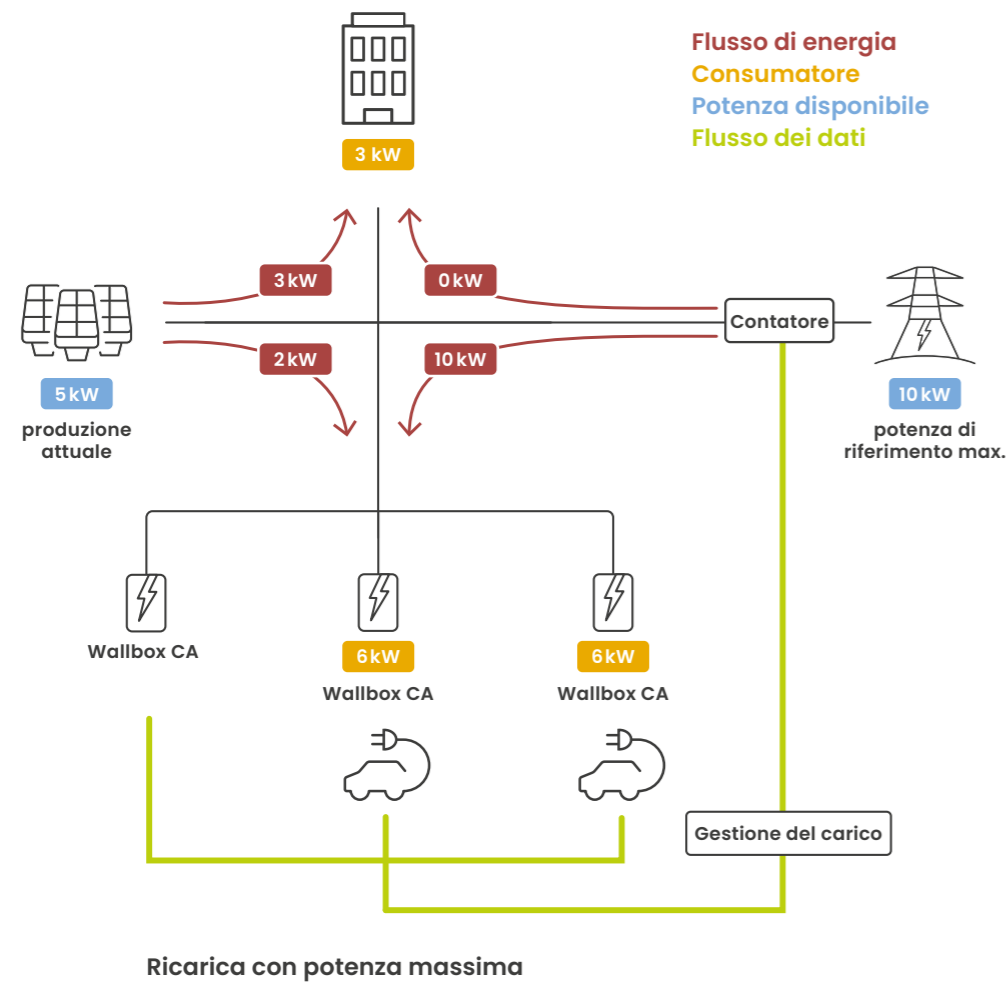 Flusso di energia
Consumatore
Potenza disponibile
Flusso dei dati
3 kW
3 kW
0 kW
Contatore
2 kW
10 kW
5 kW
produzione
attuale
10 kW
potenza di
riferimento max.
Wallbox CA
6 kW
Wallbox CA
6 kW
Wallbox CA
Gestione del carico
Ricarica con potenza massima